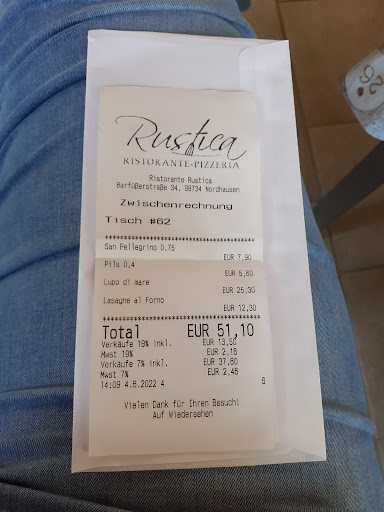 Rustica
RISTORANTE-PIZZERIA
Ristorante Rustica
Barfüßerstraße 34, 99734 Nordhausen
Zwischenrechnung
Tisch #62
**************************************
San Pellegrino 0.75
EUR 7,90
Pils 0,4
EUR 5,60
Lupo di mare
EUR 25,30
Lasagne al Forno
EUR 12,30
**************************************
Total EUR 51,10
Verkäufe 19% inkl. EUR 13,50
Mwst 19% EUR 2,16
Verkäufe 7% inkl. EUR 37,60
Mwst 7% EUR 2,46
14:09 4.6.2022 4 6
Vielen Dank für Ihren Besuch!
Auf Wiedersehen